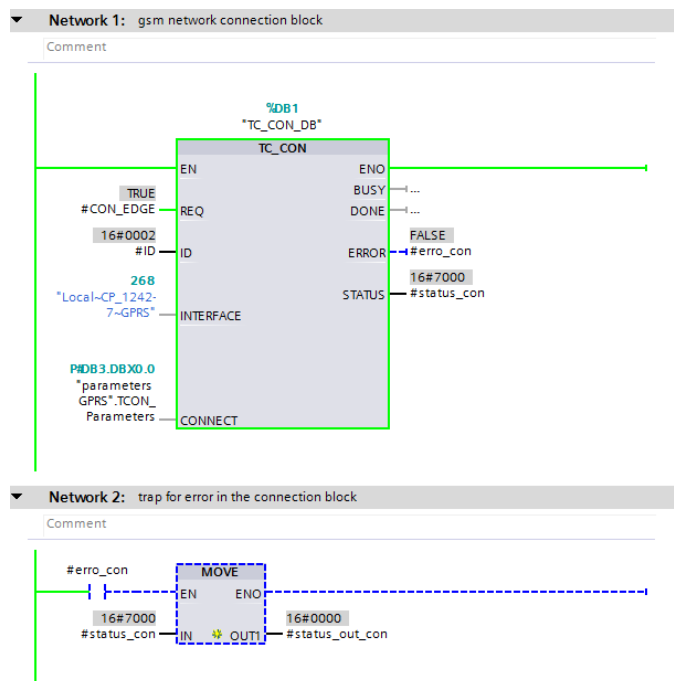 Network 1: gsm network connection block
Comment
%DB1
"TC_CON_DB"
TC_CON
EN ENO
BUSY ...
TRUE
#CON_EDGE REQ DONE ...
16#0002 FALSE
#ID ID ERROR #erro_con
268 16#7000
"Local~CP_1242- STATUS #status_con
7~GPRS" INTERFACE
P#DB3.DBX0.0
"parameters
GPRS".TCON_
Parameters CONNECT
Network 2: trap for error in the connection block
Comment
#erro_con MOVE
EN ENO
16#7000 16#0000
#status_con IN OUT1 #status_out_con